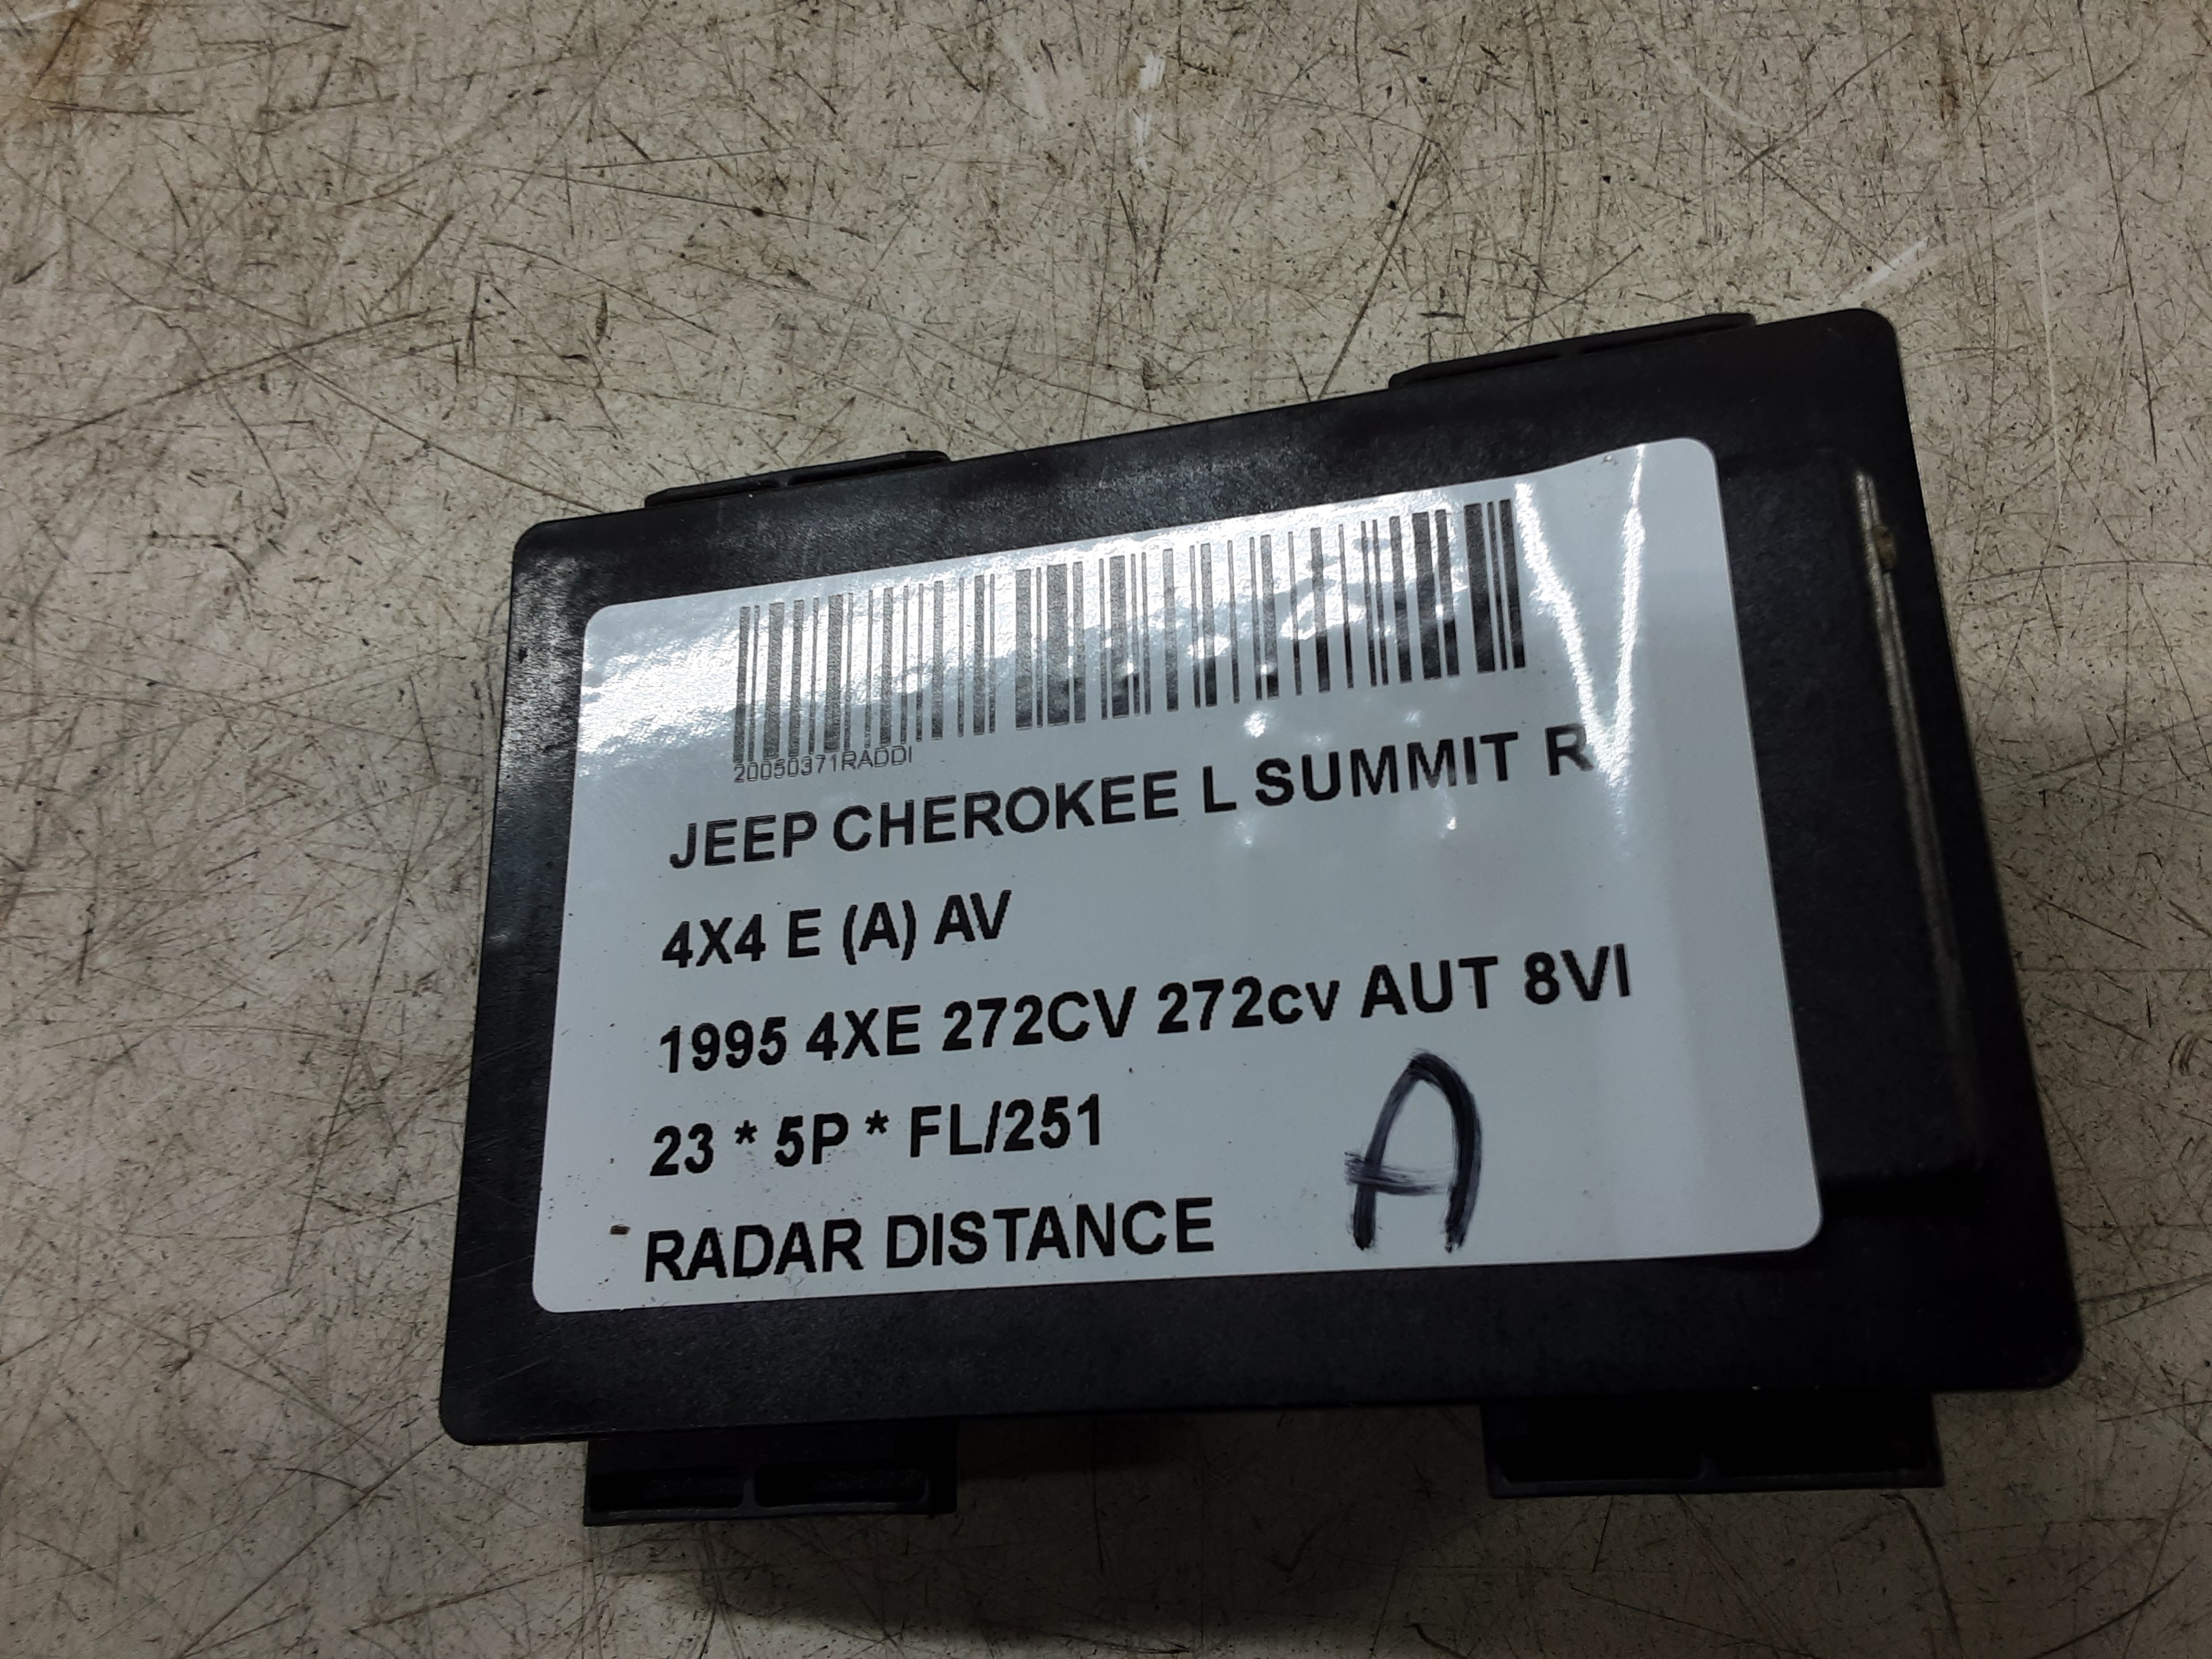 20050371RADDI
JEEP CHEROKEE L SUMMIT R
4X4 E (A) AV
1995 4XE 272CV 272cv AUT 8VI
23 * 5P * FL/251
A
RADAR DISTANCE